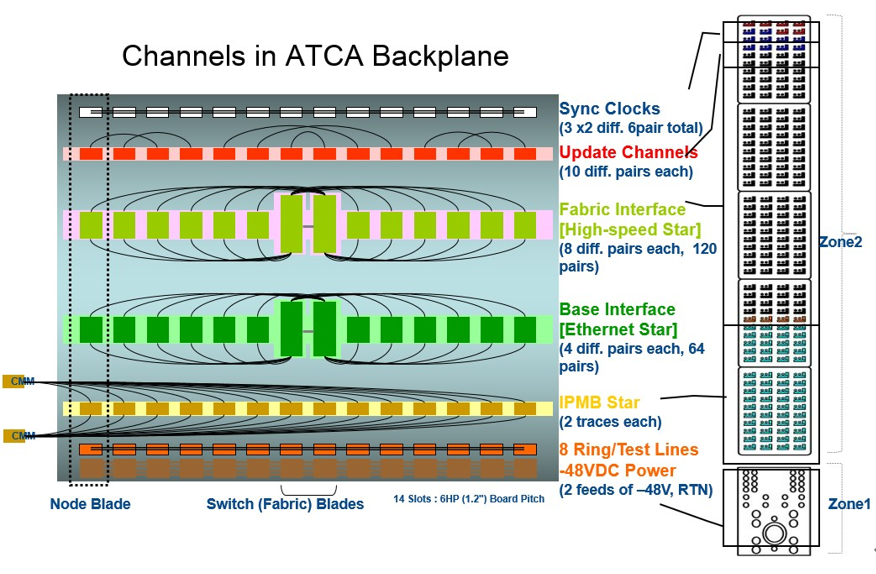 Channels in ATCA Backplane
Sync Clocks
(3 x2 diff. 6pair total)
Update Channels
(10 diff. pairs each)
Fabric Interface
[High-speed Star]
(8 diff. pairs each, 120
pairs)
Zone2
Base Interface
[Ethernet Star]
(4 diff. pairs each, 64
pairs)
CMM
IPMB Star
(2 traces each)
CMM
8 Ring/Test Lines
-48VDC Power
(2 feeds of –48V, RTN)
Zone1
Node Blade
Switch (Fabric) Blades
14 Slots : 6HP (1.2") Board Pitch